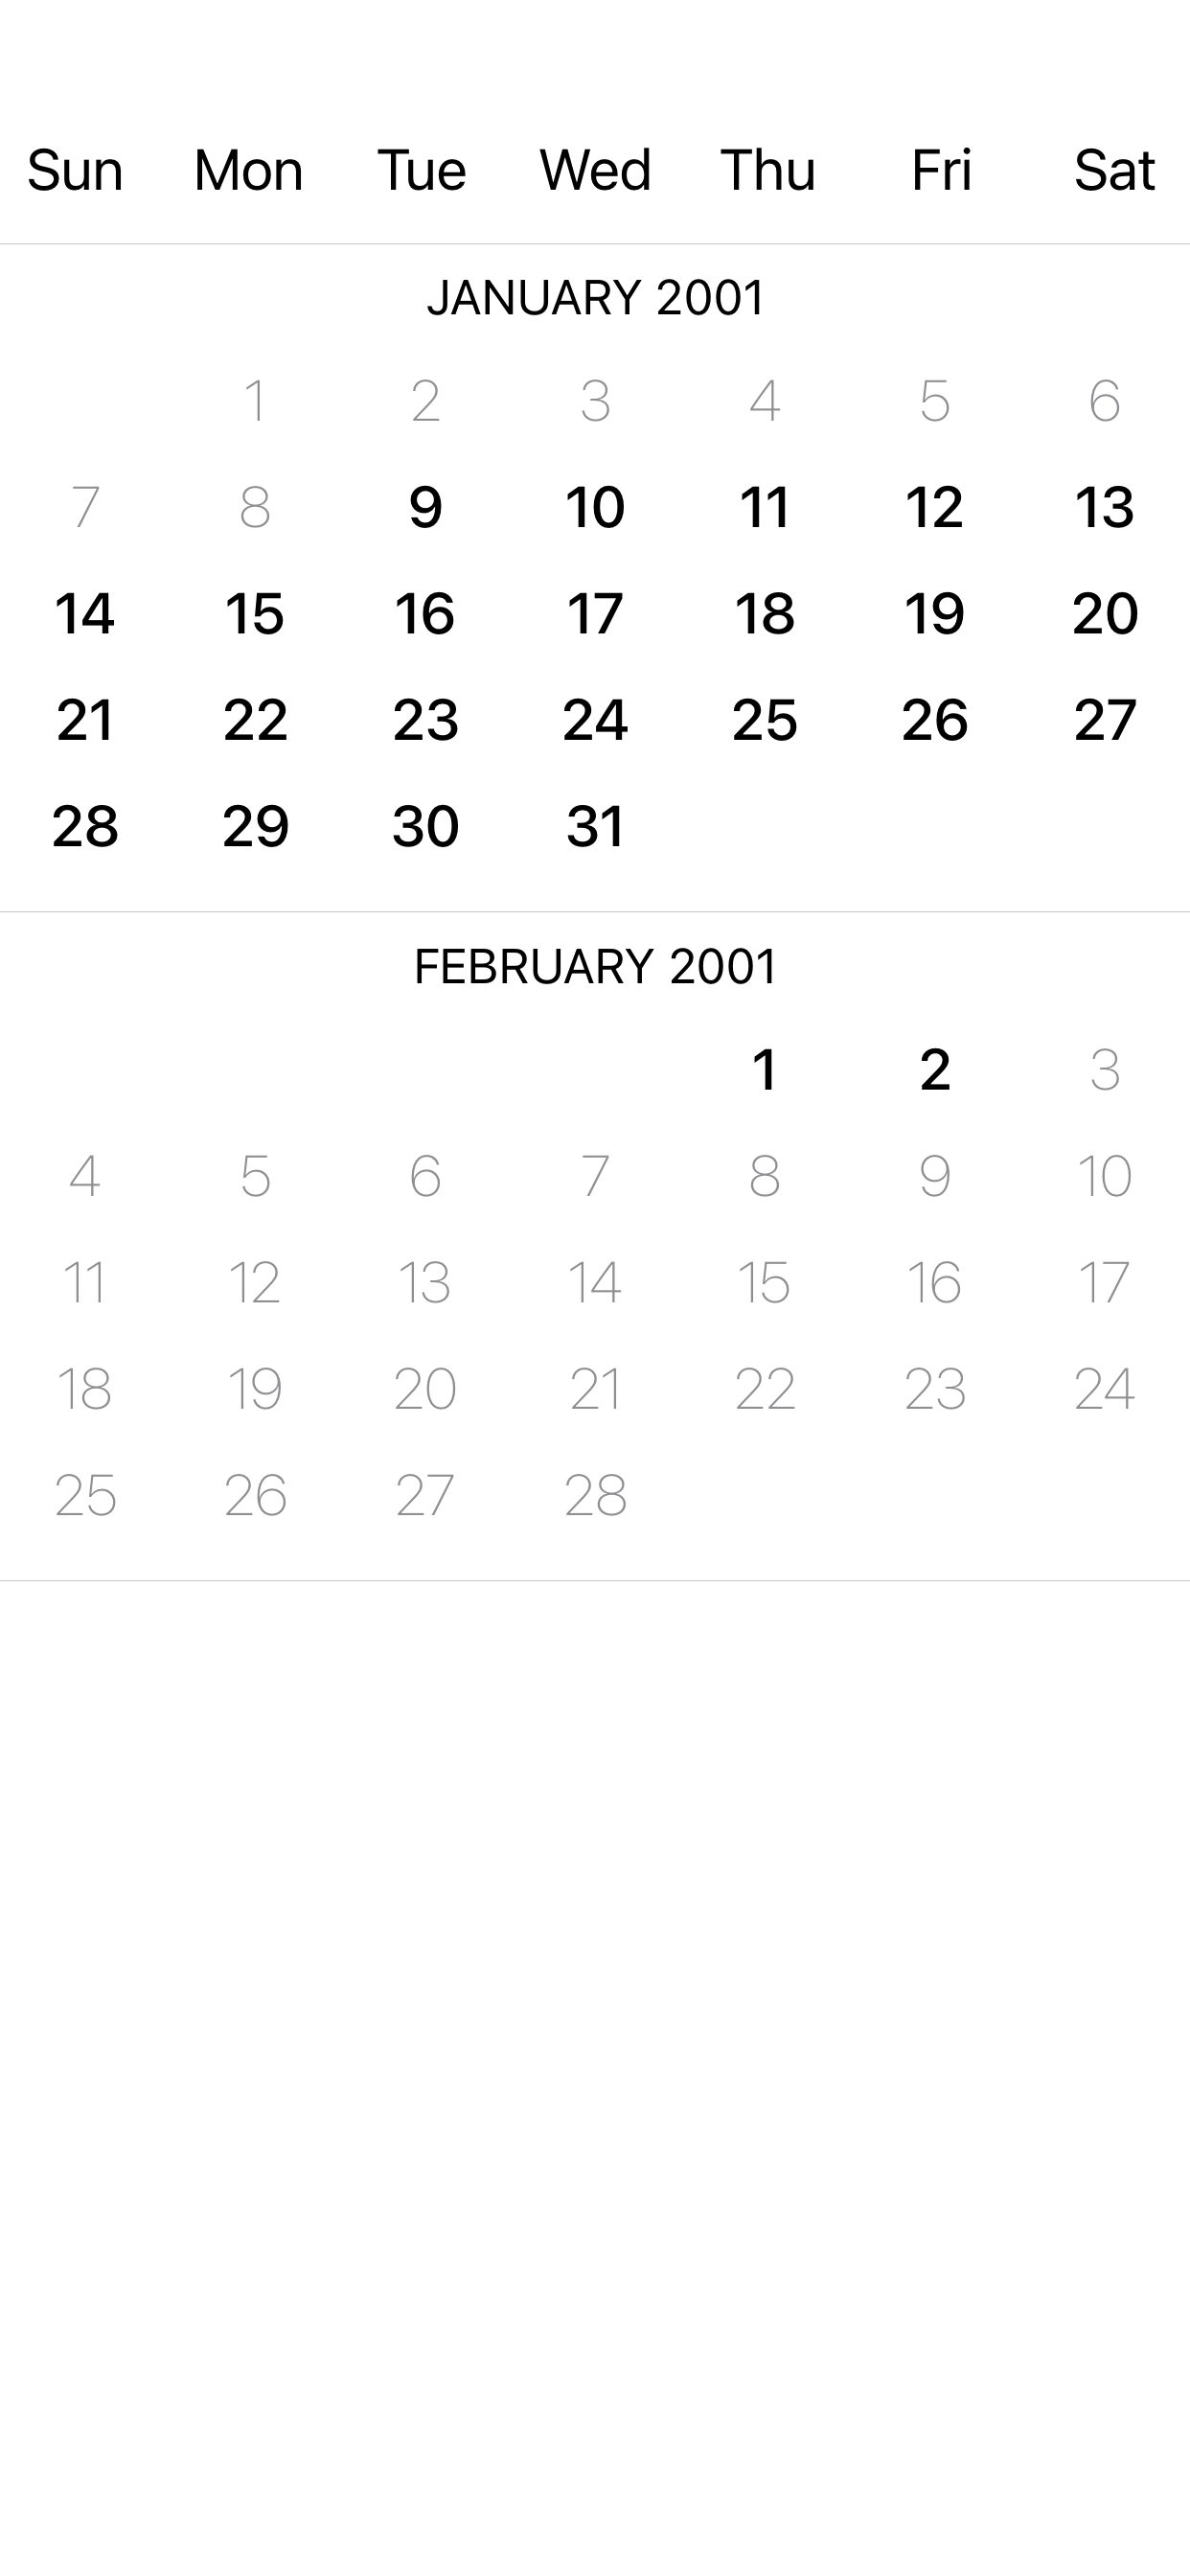 Sun Mon Tue Wed Thu Fri Sat
JANUARY 2001
1 2 3 4 5 6
7 8 9 10 11 12 13
14 15 16 17 18 19 20
21 22 23 24 25 26 27
28 29 30 31
FEBRUARY 2001
1 2 3
4 5 6 7 8 9 10
11 12 13 14 15 16 17
18 19 20 21 22 23 24
25 26 27 28